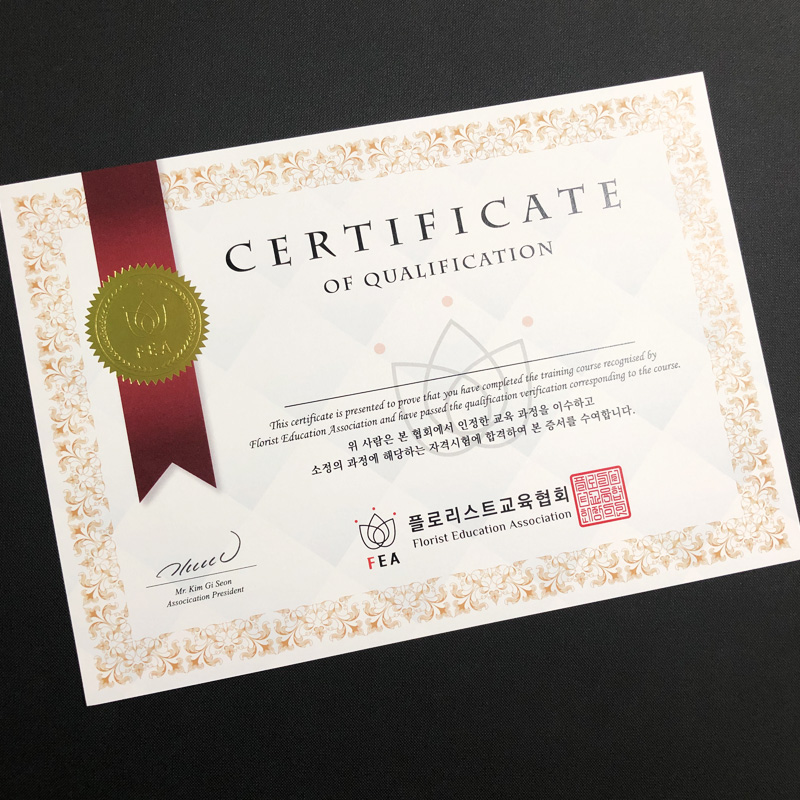 CERTIFICATE
OF QUALIFICATION
FEA
This certificate is presented to prove that you have completed the training course recognised by
Florist Education Association and have passed the qualification verification corresponding to the course.
위 사람은 본 협회에서 인정한 교육 과정을 이수하고
소정의 과정에 해당하는 자격시험에 합격하여 본 증서를 수여합니다.
플로리스트교육협회
Florist Education Association
FEA
Mr. Kim Gi Seon
Assocication President